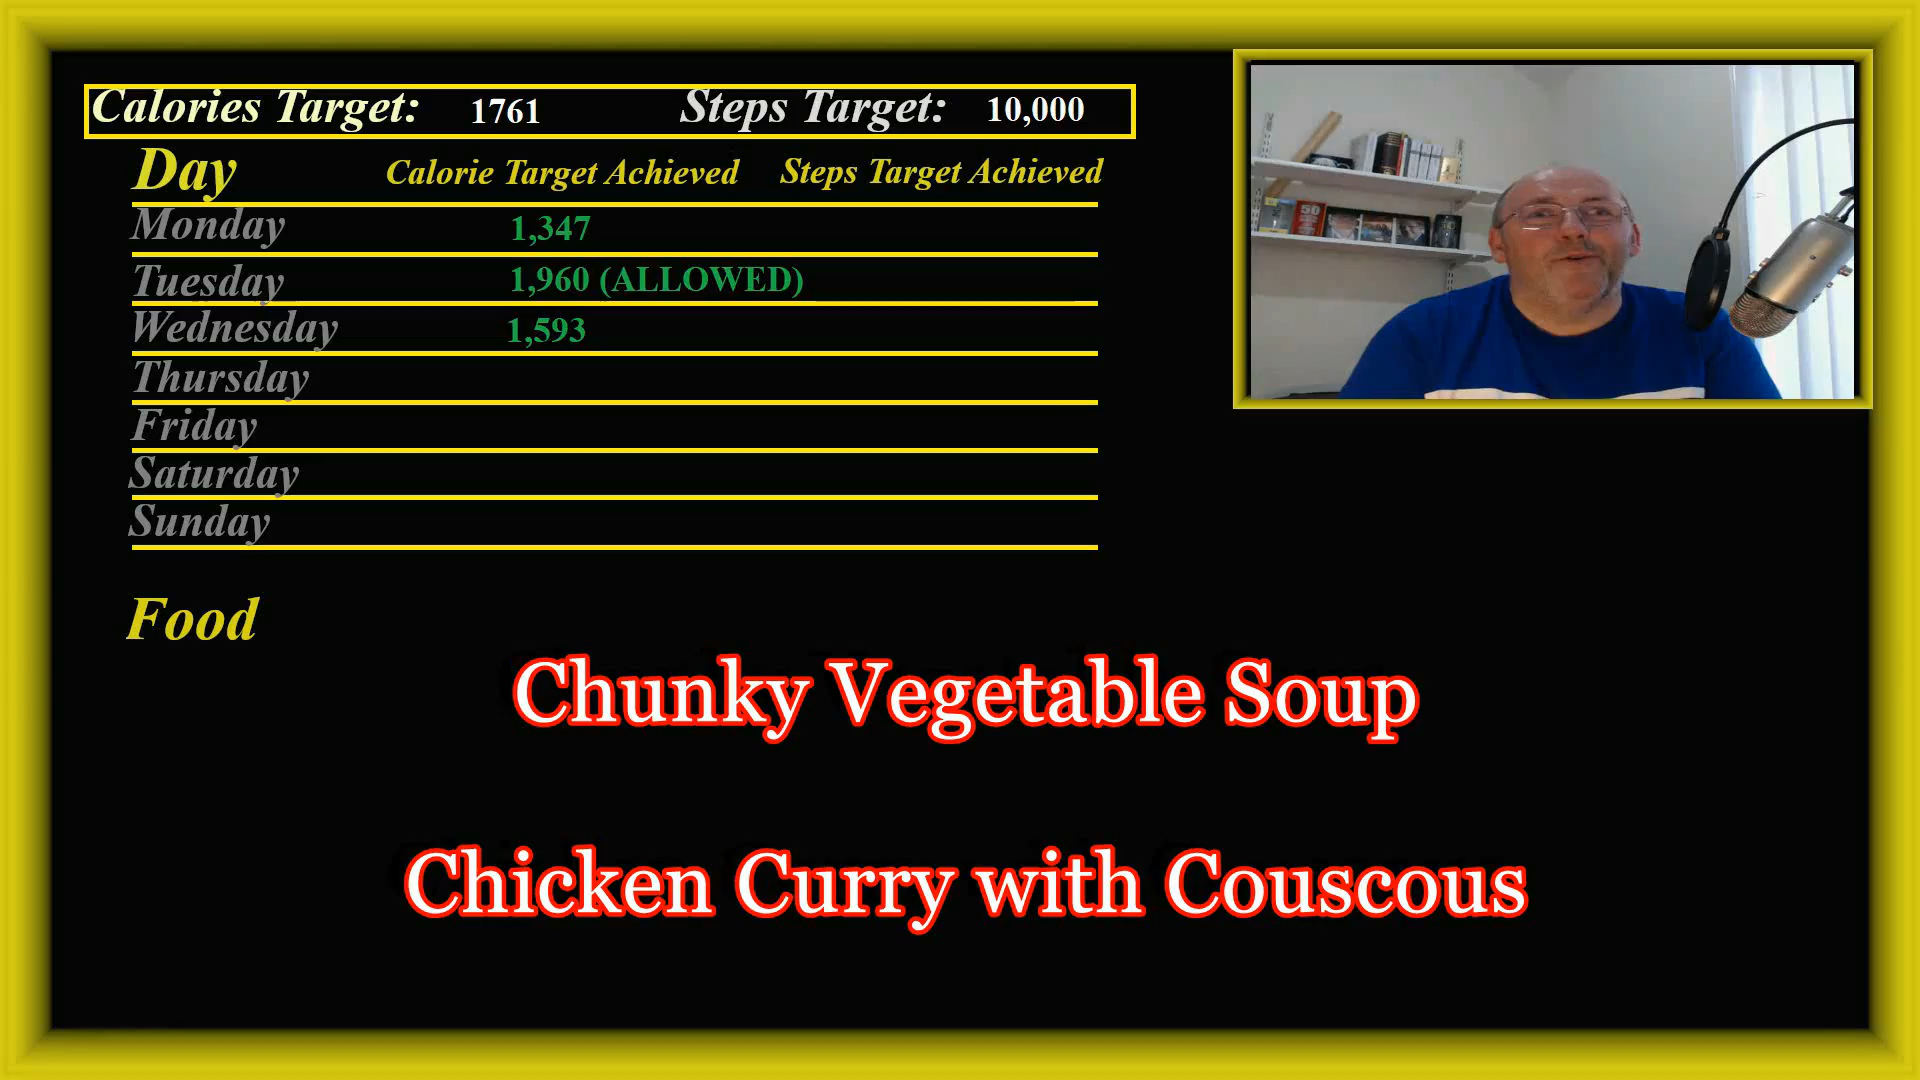 Calories Target: 1761 Steps Target: 10,000
Day Calorie Target Achieved Steps Target Achieved
Monday 1,347
Tuesday 1,960 (ALLOWED)
Wednesday 1,593
Thursday
Friday
Saturday
Sunday
50
Food
Chunky Vegetable Soup
Chicken Curry with Couscous